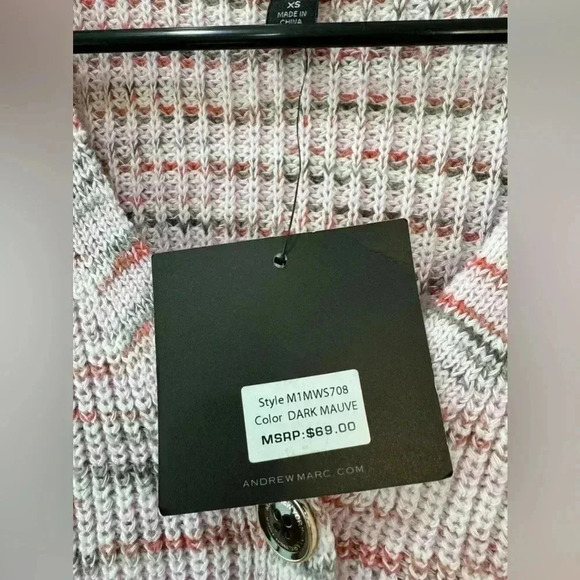 XS
MADE IN
CHINA
Style M1MWS708
Color DARK MAUVE
MSRP:$69.00
ANDREWMARC.COM